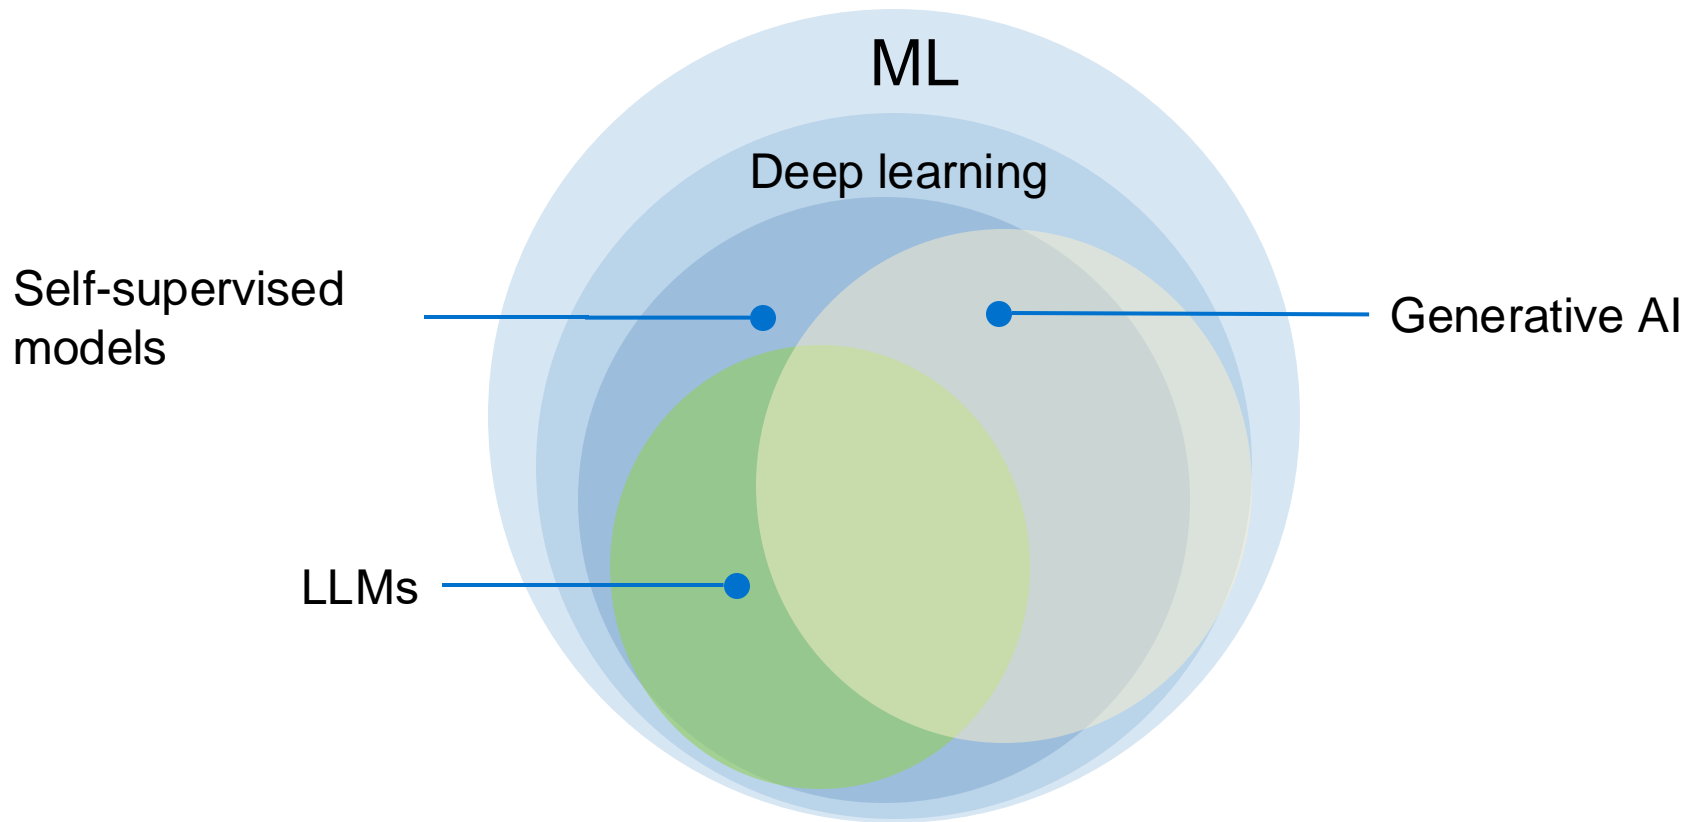 ML
Deep learning
Self-supervised
models
Generative AI
LLMs